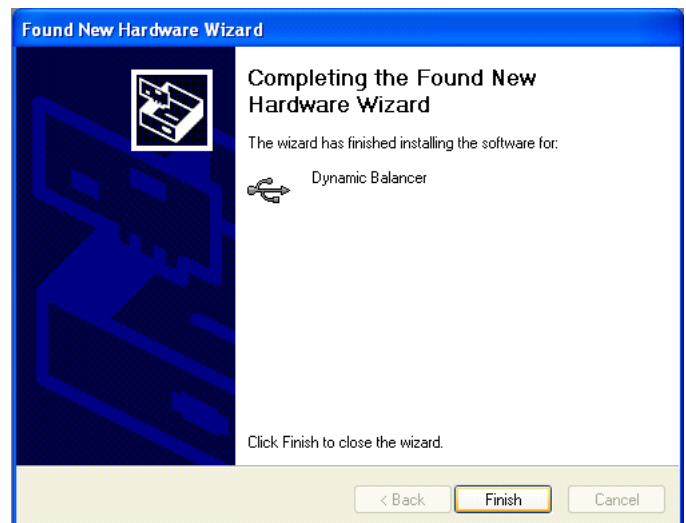 Found New Hardware Wizard
Completing the Found New
Hardware Wizard
The wizard has finished installing the software for:
Dynamic Balancer
Click Finish to close the wizard.
< Back
Finish
Cancel